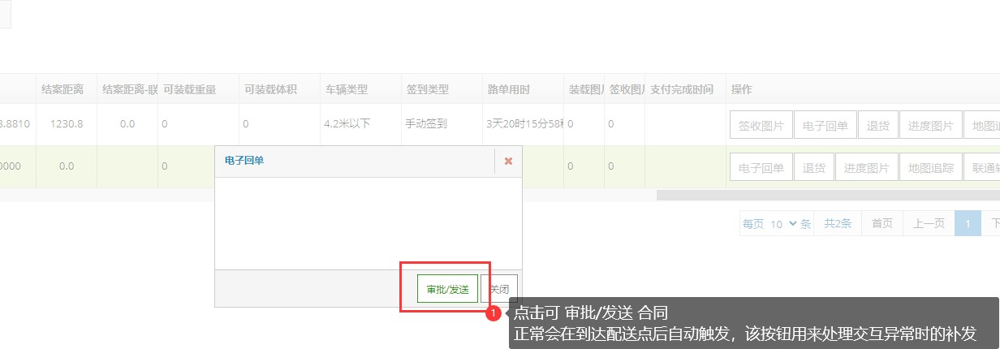 结案距离 结案距离-联 可装载重量 可装载体积 车辆类型 签到类型 路单用时 装载图片 签收图片 支付完成时间 操作
3.8810 1230.8 0.0 0 0 4.2米以下 手动签到 3天20时15分58秒 0 0 签收图片 电子回单 退货 进度图片 地图追
0000 0.0 0 0 0 电子回单 退货 进度图片 地图追踪 联通轨
电子回单
每页 10 条 共2条 首页 上一页 1 下
审批/发送 关闭
1 点击可 审批/发送 合同
正常会在到达配送点后自动触发，该按钮用来处理交互异常时的补发